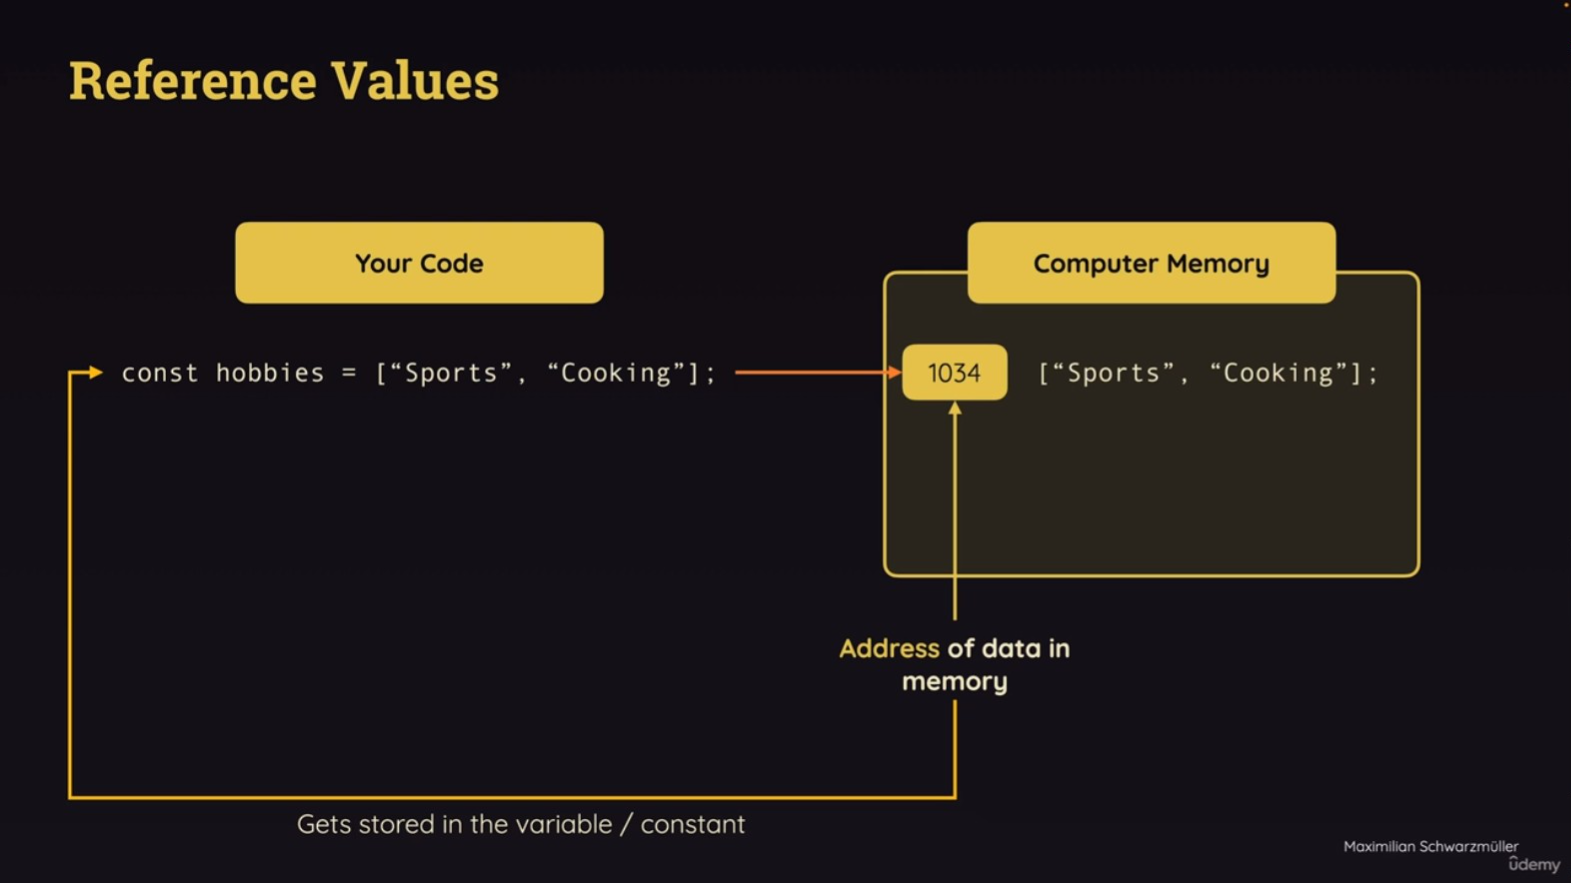 Reference Values
Your Code
Computer Memory
const hobbies = [“Sports”, “Cooking”];
1034
[“Sports”, “Cooking”];
Address of data in
memory
Gets stored in the variable / constant
Maximilian Schwarzmüller
ûdemy